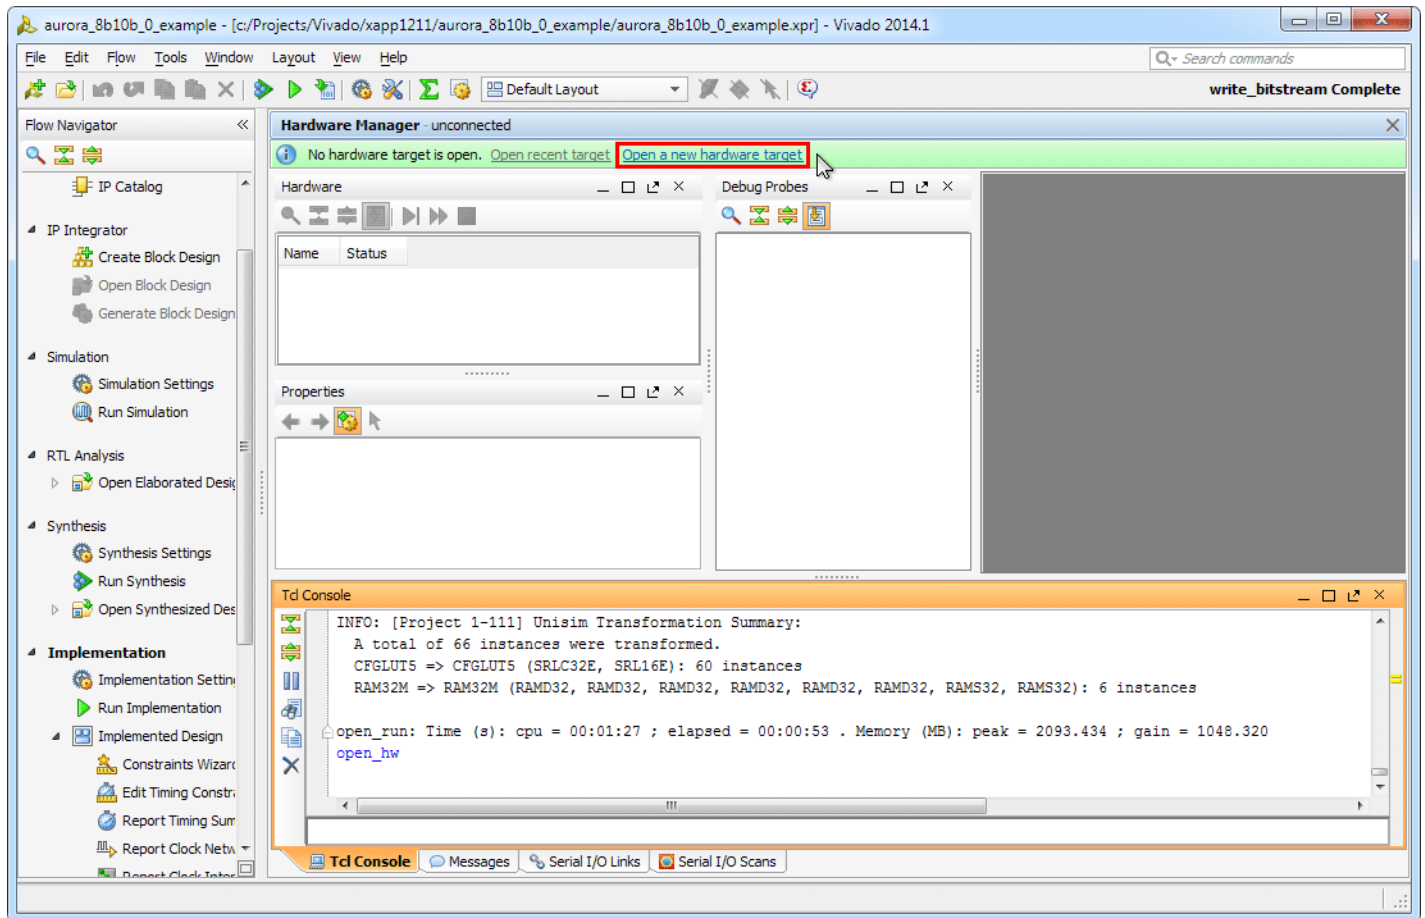 aurora_8b10b_0_example - [c:/Projects/Vivado/xapp1211/aurora_8b10b_0_example/aurora_8b10b_0_example.xpr] - Vivado 2014.1
File Edit Flow Tools Window Layout View Help
Search commands
Default Layout
write_bitstream Complete
Flow Navigator
IP Catalog
IP Integrator
Create Block Design
Open Block Design
Generate Block Design
Simulation
Simulation Settings
Run Simulation
RTL Analysis
Open Elaborated Desig
Synthesis
Synthesis Settings
Run Synthesis
Open Synthesized Des
Implementation
Implementation Settin
Run Implementation
Implemented Design
Constraints Wizard
Edit Timing Constra
Report Timing Sum
Report Clock Netw
Report Clock Inter
Hardware Manager - unconnected
No hardware target is open. Open recent target Open a new hardware target
Hardware
Name Status
Properties
Debug Probes
Tcl Console
INFO: [Project 1-111] Unisim Transformation Summary:
A total of 66 instances were transformed.
CFGLUT5 => CFGLUT5 (SRLC32E, SRL16E): 60 instances
RAM32M => RAM32M (RAMD32, RAMD32, RAMD32, RAMD32, RAMD32, RAMD32, RAMS32, RAMS32): 6 instances
open_run: Time (s): cpu = 00:01:27 ; elapsed = 00:00:53 . Memory (MB): peak = 2093.434 ; gain = 1048.320
open_hw
Tcl Console Messages Serial I/O Links Serial I/O Scans